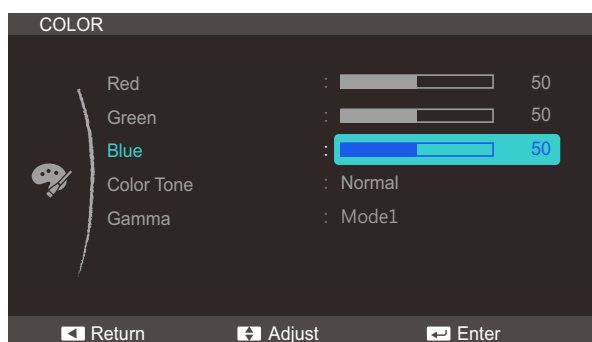 COLOR
Red : 50
Green : 50
Blue : 50
Color Tone : Normal
Gamma : Mode1
Return Adjust Enter